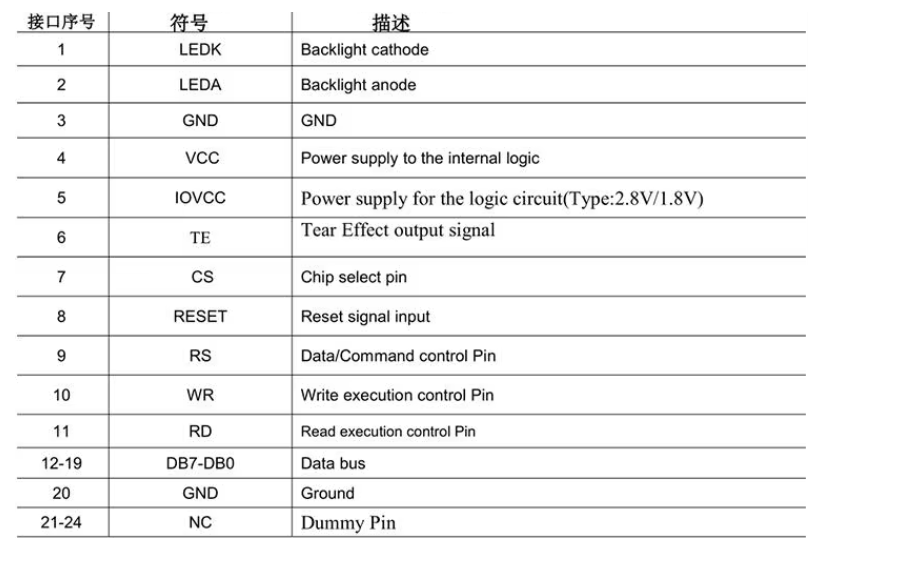 接口序号 符号 描述
1 LEDK Backlight cathode
2 LEDA Backlight anode
3 GND GND
4 VCC Power supply to the internal logic
5 IOVCC Power supply for the logic circuit(Type:2.8V/1.8V)
6 TE Tear Effect output signal
7 CS Chip select pin
8 RESET Reset signal input
9 RS Data/Command control Pin
10 WR Write execution control Pin
11 RD Read execution control Pin
12-19 DB7-DB0 Data bus
20 GND Ground
21-24 NC Dummy Pin